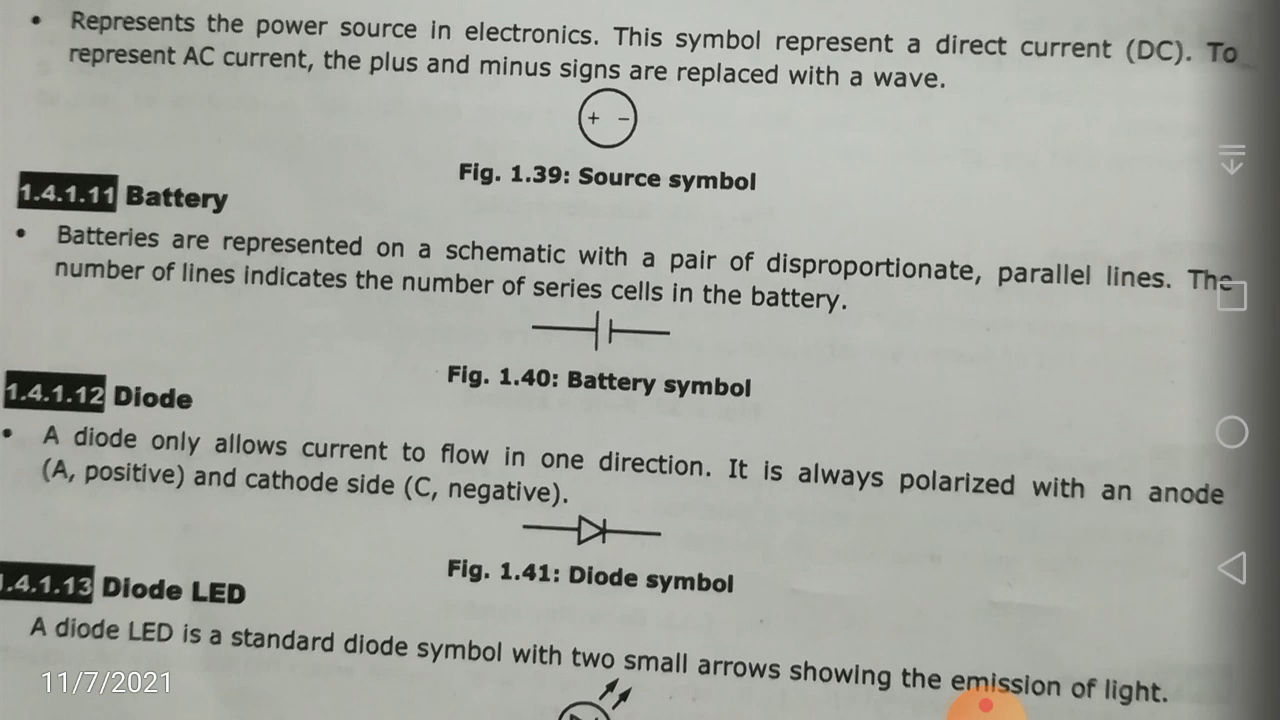 • Represents the power source in electronics. This symbol represent a direct current (DC). To
represent AC current, the plus and minus signs are replaced with a wave.
+ −
Fig. 1.39: Source symbol
1.4.1.11 Battery
• Batteries are represented on a schematic with a pair of disproportionate, parallel lines. The
number of lines indicates the number of series cells in the battery.
Fig. 1.40: Battery symbol
1.4.1.12 Diode
• A diode only allows current to flow in one direction. It is always polarized with an anode
(A, positive) and cathode side (C, negative).
Fig. 1.41: Diode symbol
.4.1.13 Diode LED
A diode LED is a standard diode symbol with two small arrows showing the emission of light.
11/7/2021